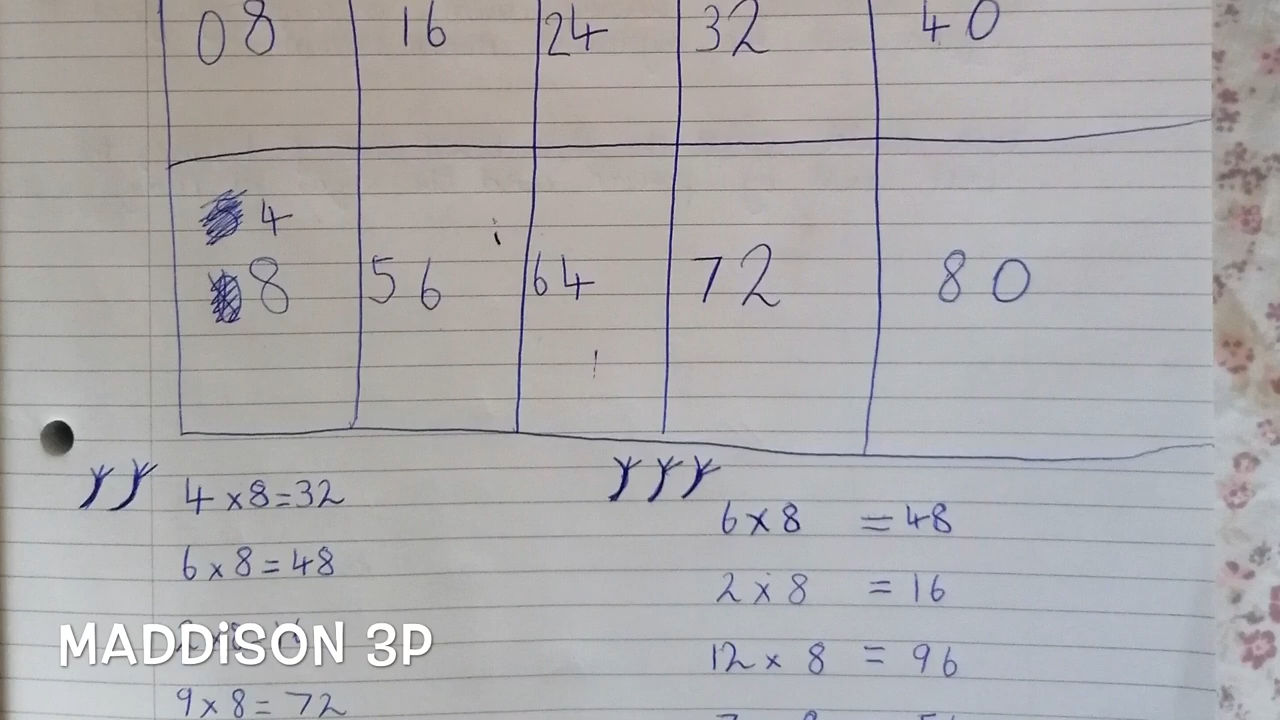 08 16 24 32 40
4
8 56 64 72 80
4 x 8 = 32
6 x 8 = 48
9 x 8 = 72
6 x 8 = 48
2 x 8 = 16
12 x 8 = 96
MADDiSON 3P